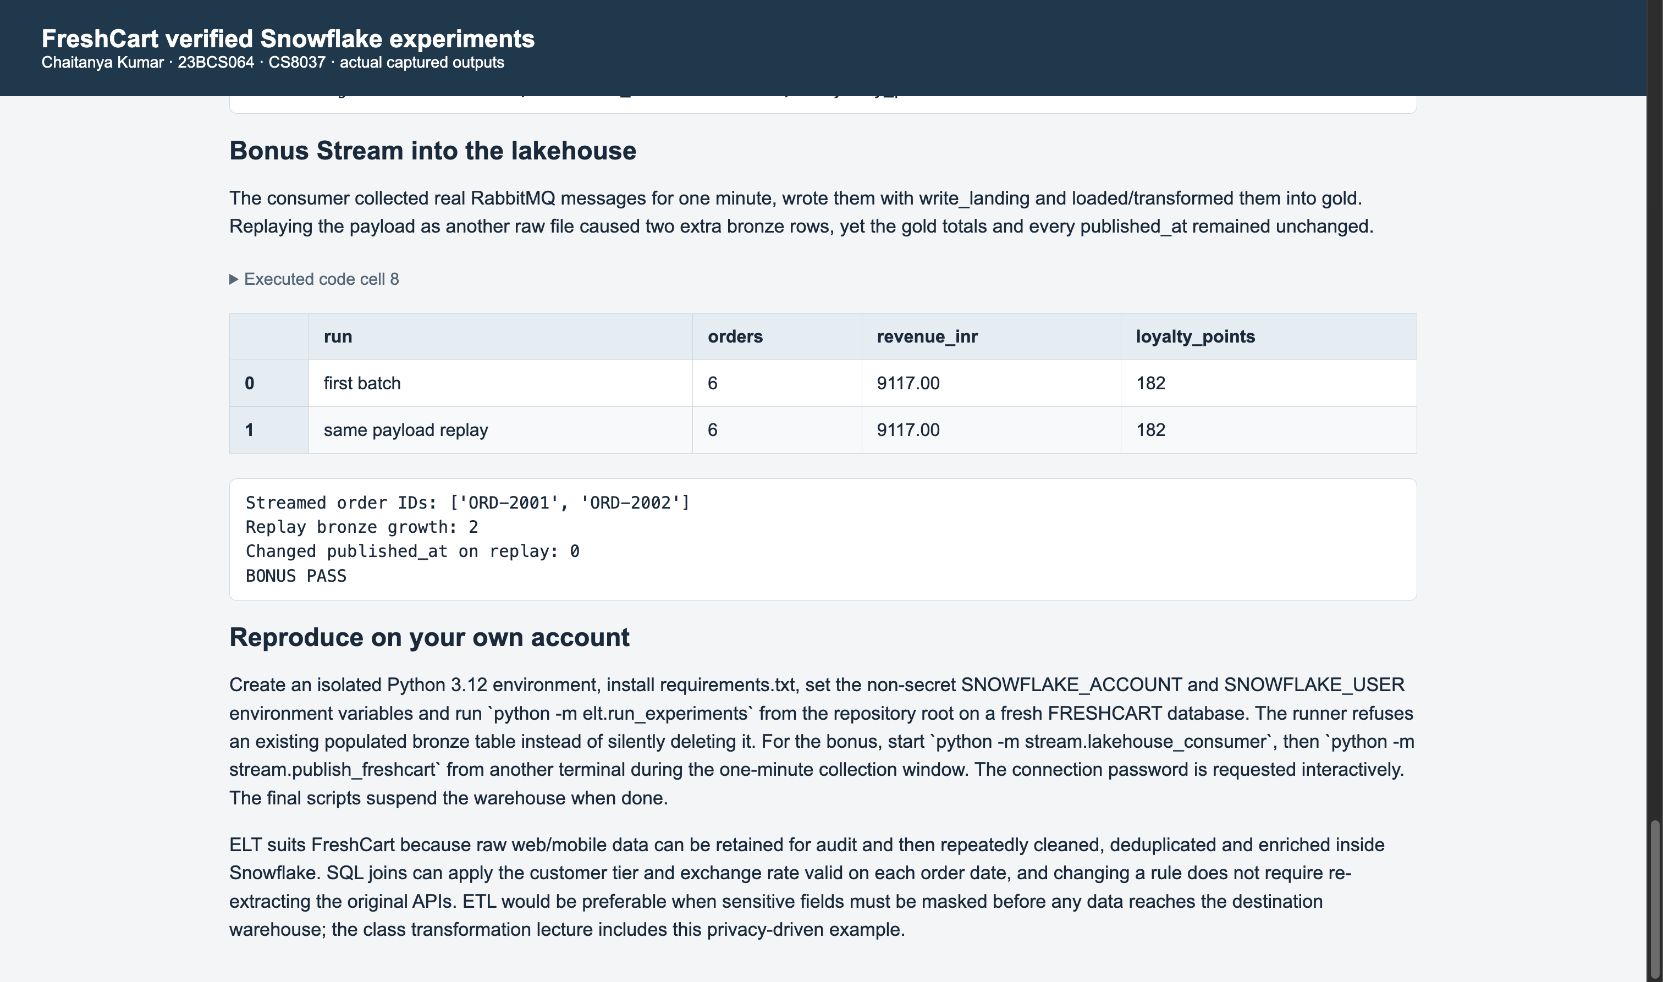 FreshCart verified Snowflake experiments
Chaitanya Kumar · 23BCS064 · CS8037 · actual captured outputs
Bonus Stream into the lakehouse
The consumer collected real RabbitMQ messages for one minute, wrote them with write_landing and loaded/transformed them into gold.
Replaying the payload as another raw file caused two extra bronze rows, yet the gold totals and every published_at remained unchanged.
▶ Executed code cell 8
run orders revenue_inr loyalty_points
0 first batch 6 9117.00 182
1 same payload replay 6 9117.00 182
Streamed order IDs: ['ORD-2001', 'ORD-2002']
Replay bronze growth: 2
Changed published_at on replay: 0
BONUS PASS
Reproduce on your own account
Create an isolated Python 3.12 environment, install requirements.txt, set the non-secret SNOWFLAKE_ACCOUNT and SNOWFLAKE_USER
environment variables and run `python -m elt.run_experiments` from the repository root on a fresh FRESHCART database. The runner refuses
an existing populated bronze table instead of silently deleting it. For the bonus, start `python -m stream.lakehouse_consumer`, then `python -m
stream.publish_freshcart` from another terminal during the one-minute collection window. The connection password is requested interactively.
The final scripts suspend the warehouse when done.
ELT suits FreshCart because raw web/mobile data can be retained for audit and then repeatedly cleaned, deduplicated and enriched inside
Snowflake. SQL joins can apply the customer tier and exchange rate valid on each order date, and changing a rule does not require re-
extracting the original APIs. ETL would be preferable when sensitive fields must be masked before any data reaches the destination
warehouse; the class transformation lecture includes this privacy-driven example.